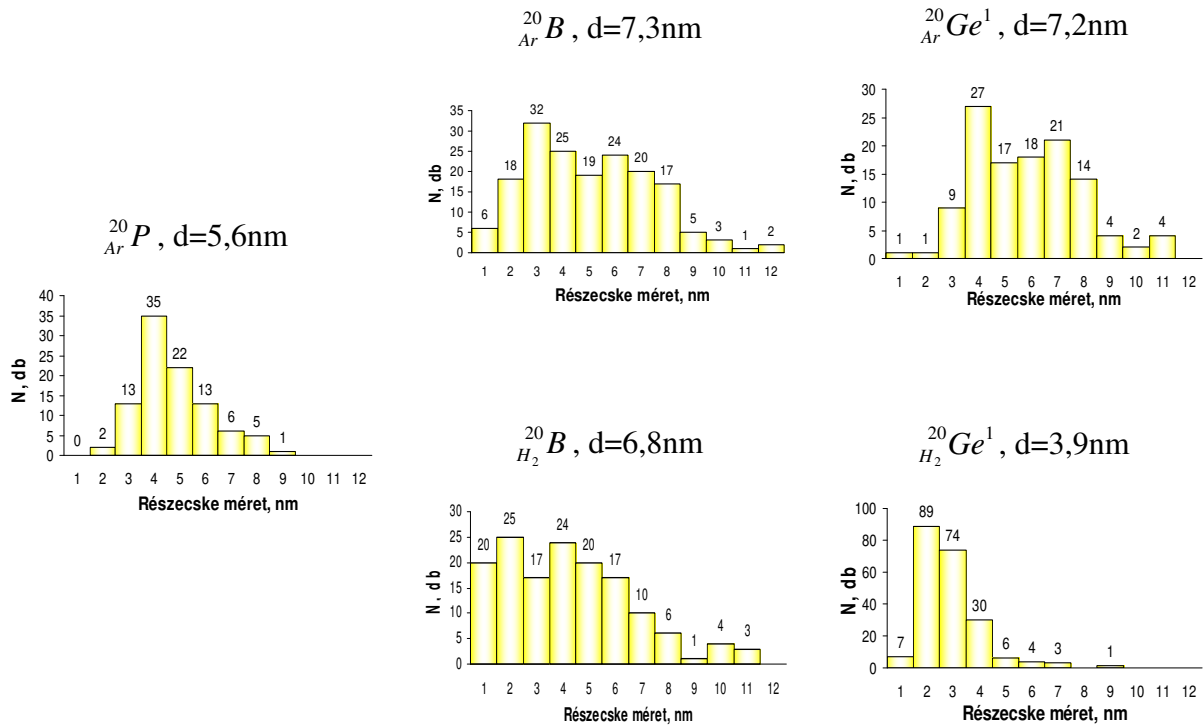 20 Ar B , d=7,3nm
20 Ar Ge 1 , d=7,2nm
35
30
25
20
15
10
5
0
N, db
6 18 32 25 19 24 20 17 5 3 1 2
1 2 3 4 5 6 7 8 9 10 11 12
Részecske méret, nm
30
25
20
15
10
5
0
N, db
1 1 9 27 17 18 21 14 4 2 4
1 2 3 4 5 6 7 8 9 10 11 12
Részecske méret, nm
20 Ar P , d=5,6nm
40
35
30
25
20
15
10
5
0
N, db
0 2 13 35 22 13 6 5 1
1 2 3 4 5 6 7 8 9 10 11 12
Részecske méret, nm
20 H2 B , d=6,8nm
20 H2 Ge 1 , d=3,9nm
30
25
20
15
10
5
0
N, db
20 25 17 24 20 17 10 6 1 4 3
1 2 3 4 5 6 7 8 9 10 11 12
Részecske méret, nm
100
80
60
40
20
0
N, db
7 89 74 30 6 4 3 1
1 2 3 4 5 6 7 8 9 10 11 12
Részecske méret, nm